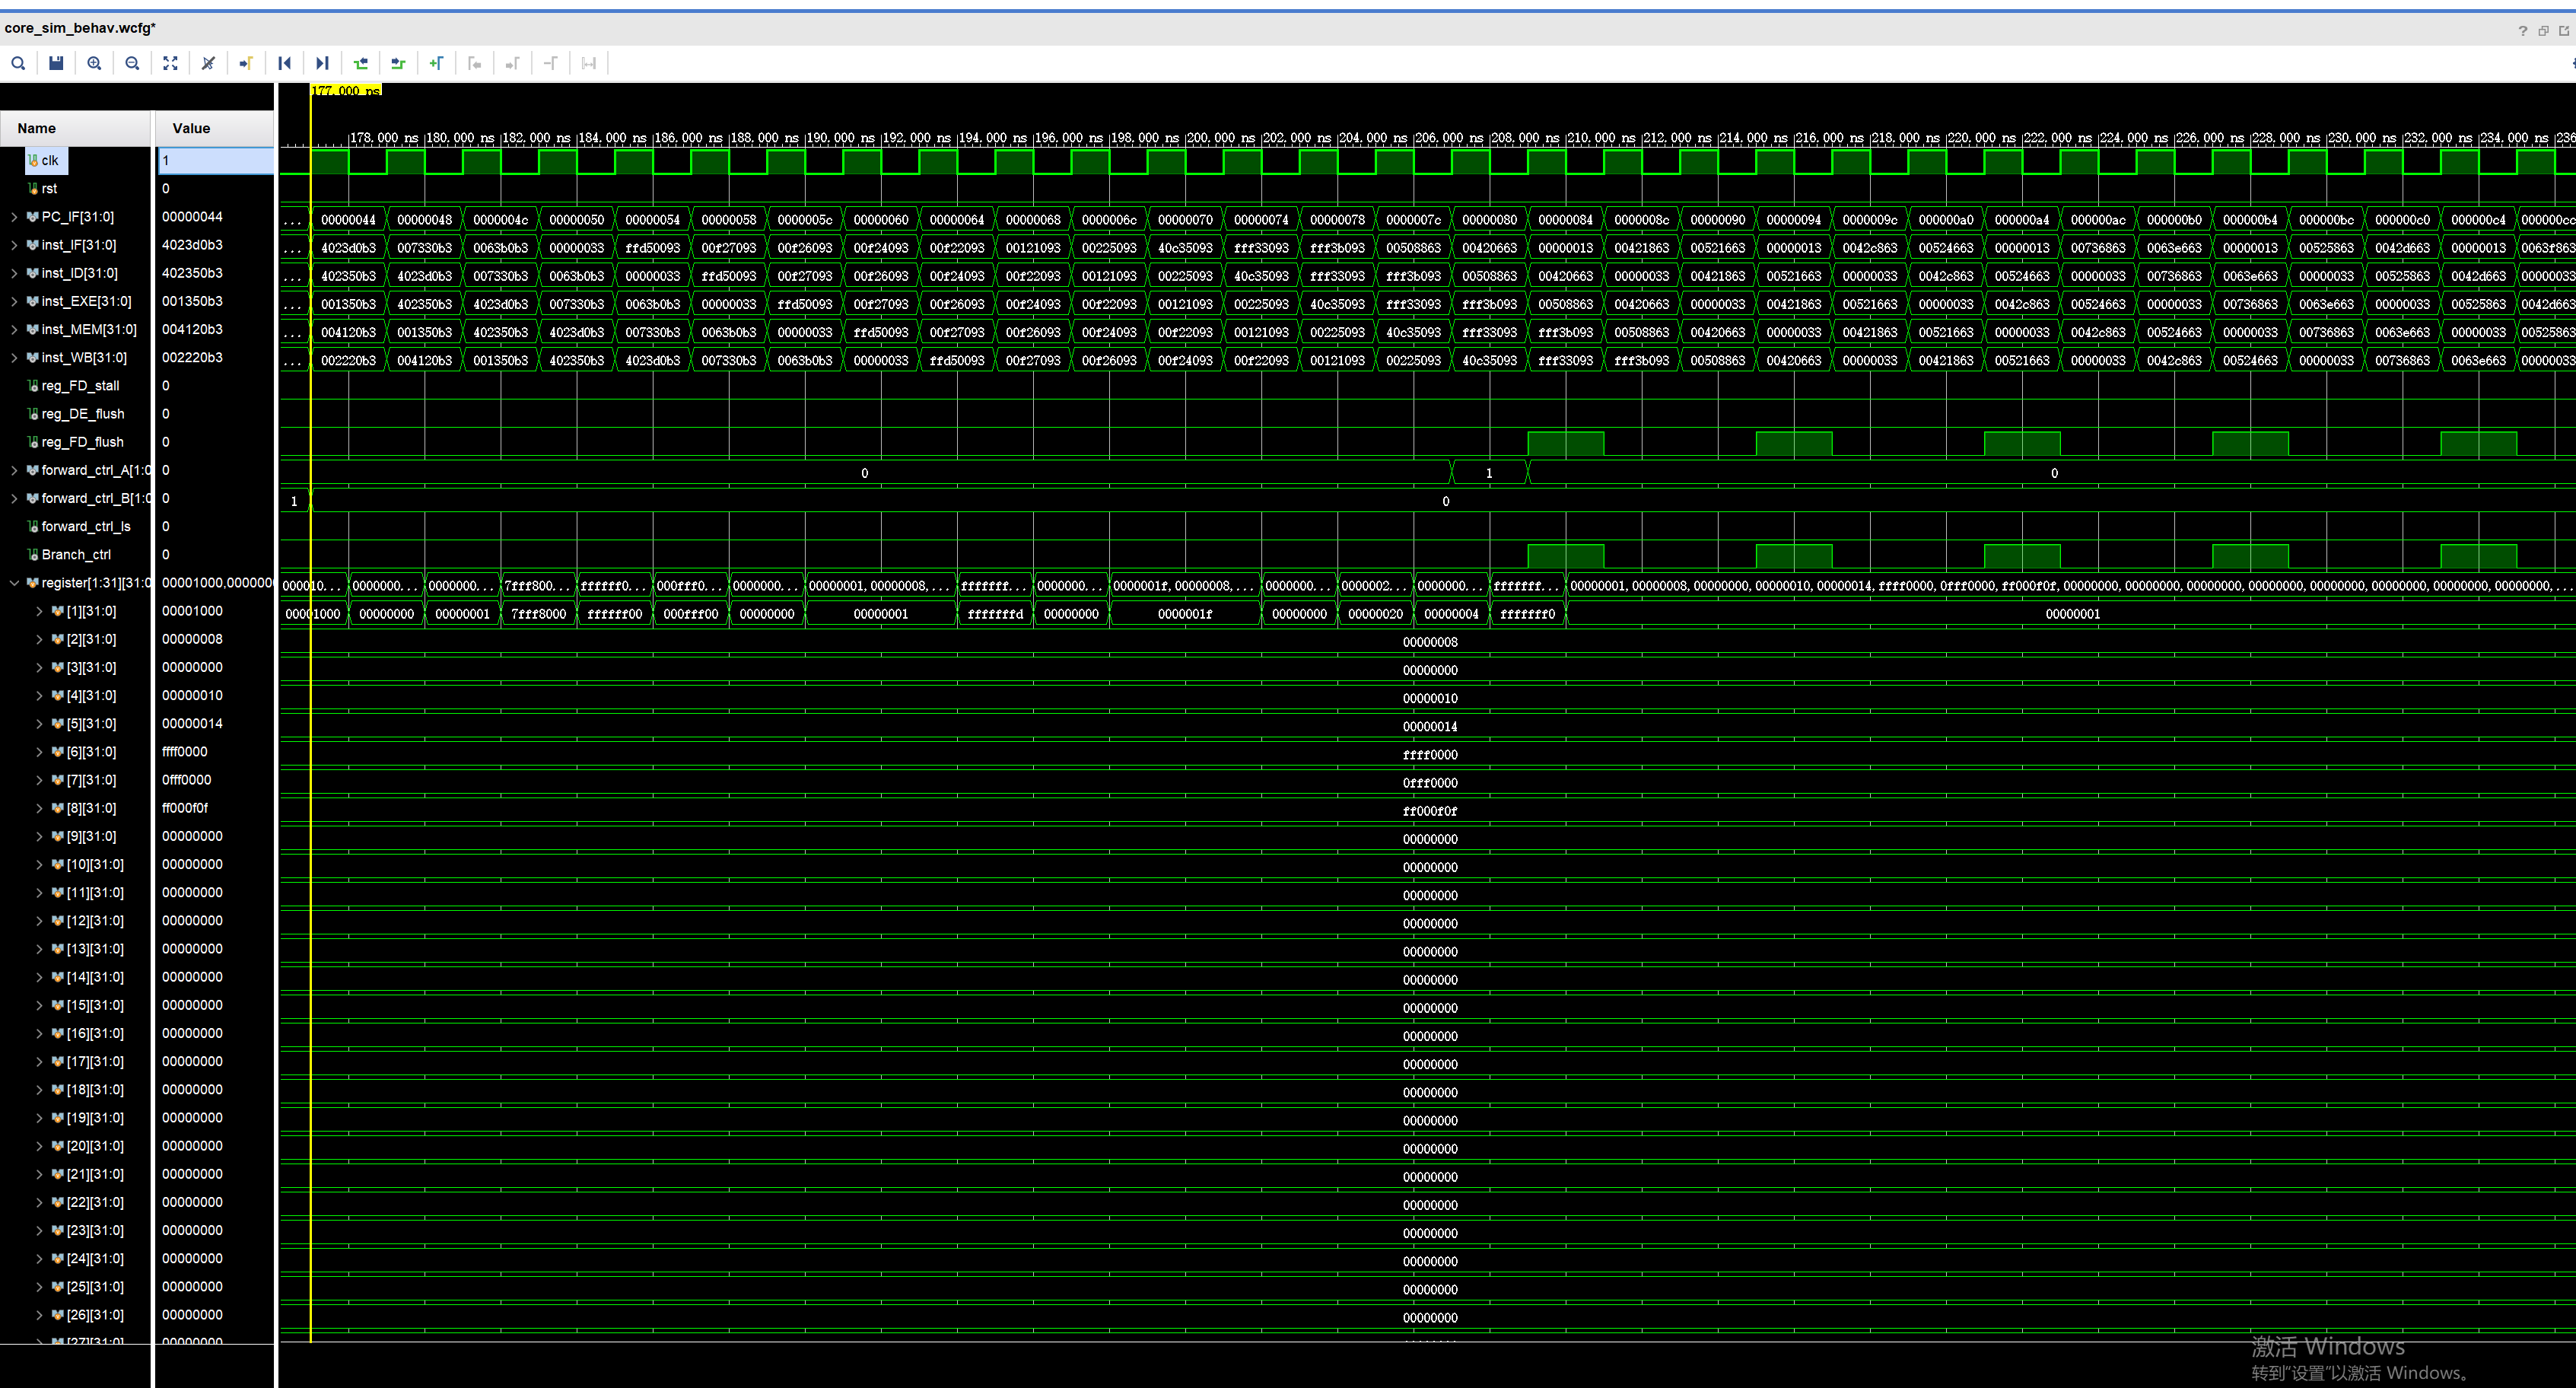 core_sim_behav.wcfg*
177.000 ns
Name Value
178.000 ns 180.000 ns 182.000 ns 184.000 ns 186.000 ns 188.000 ns 190.000 ns 192.000 ns 194.000 ns 196.000 ns 198.000 ns 200.000 ns 202.000 ns 204.000 ns 206.000 ns 208.000 ns 210.000 ns 212.000 ns 214.000 ns 216.000 ns 218.000 ns 220.000 ns 222.000 ns 224.000 ns 226.000 ns 228.000 ns 230.000 ns 232.000 ns 234.000 ns 236
clk 1
rst 0
PC_IF[31:0] 00000044 ... 00000044 00000048 0000004c 00000050 00000054 00000058 0000005c 00000060 00000064 00000068 0000006c 00000070 00000074 00000078 0000007c 00000080 00000084 0000008c 00000090 00000094 0000009c 000000a0 000000a4 000000ac 000000b0 000000b4 000000bc 000000c0 000000c4 000000cc
inst_IF[31:0] 4023d0b3 ... 4023d0b3 007330b3 0063b0b3 00000033 ffd50093 00f27093 00f26093 00f24093 00f22093 00121093 00225093 40c35093 fff33093 fff3b093 00508863 00420663 00000013 00421863 00521663 00000013 0042c863 00524663 00000013 00736863 0063e663 00000013 00525863 0042d663 00000013 0063f863
inst_ID[31:0] 402350b3 ... 402350b3 4023d0b3 007330b3 0063b0b3 00000033 ffd50093 00f27093 00f26093 00f24093 00f22093 00121093 00225093 40c35093 fff33093 fff3b093 00508863 00420663 00000033 00421863 00521663 00000033 0042c863 00524663 00000033 00736863 0063e663 00000033 00525863 0042d663 00000033
inst_EXE[31:0] 001350b3 ... 001350b3 402350b3 4023d0b3 007330b3 0063b0b3 00000033 ffd50093 00f27093 00f26093 00f24093 00f22093 00121093 00225093 40c35093 fff33093 fff3b093 00508863 00420663 00000033 00421863 00521663 00000033 0042c863 00524663 00000033 00736863 0063e663 00000033 00525863 0042d663
inst_MEM[31:0] 004120b3 ... 004120b3 001350b3 402350b3 4023d0b3 007330b3 0063b0b3 00000033 ffd50093 00f27093 00f26093 00f24093 00f22093 00121093 00225093 40c35093 fff33093 fff3b093 00508863 00420663 00000033 00421863 00521663 00000033 0042c863 00524663 00000033 00736863 0063e663 00000033 00525863
inst_WB[31:0] 002220b3 ... 002220b3 004120b3 001350b3 402350b3 4023d0b3 007330b3 0063b0b3 00000033 ffd50093 00f27093 00f26093 00f24093 00f22093 00121093 00225093 40c35093 fff33093 fff3b093 00508863 00420663 00000033 00421863 00521663 00000033 0042c863 00524663 00000033 00736863 0063e663 00000033
reg_FD_stall 0
reg_DE_flush 0
reg_FD_flush 0
forward_ctrl_A[1:0 0 0 1 0
forward_ctrl_B[1:0 0 1 0
forward_ctrl_ls 0
Branch_ctrl 0
register[1:31][31:0 00001000,0000000 000010... 0000000... 0000000... 7fff800... ffffff0... 000fff0... 0000000... 00000001,00000008,... fffffff... 0000000... 0000001f,00000008,... 0000000... 0000002... 0000000... fffffff... 00000001,00000008,00000000,00000010,00000014,ffff0000,0fff0000,ff000f0f,00000000,00000000,00000000,00000000,00000000,00000000,00000000,...
[1][31:0] 00001000 00001000 00000000 00000001 7fff8000 ffffff00 000fff00 00000000 00000001 fffffffd 00000000 0000001f 00000000 00000020 00000004 fffffff0 00000001
[2][31:0] 00000008 00000008
[3][31:0] 00000000 00000000
[4][31:0] 00000010 00000010
[5][31:0] 00000014 00000014
[6][31:0] ffff0000 ffff0000
[7][31:0] 0fff0000 0fff0000
[8][31:0] ff000f0f ff000f0f
[9][31:0] 00000000 00000000
[10][31:0] 00000000 00000000
[11][31:0] 00000000 00000000
[12][31:0] 00000000 00000000
[13][31:0] 00000000 00000000
[14][31:0] 00000000 00000000
[15][31:0] 00000000 00000000
[16][31:0] 00000000 00000000
[17][31:0] 00000000 00000000
[18][31:0] 00000000 00000000
[19][31:0] 00000000 00000000
[20][31:0] 00000000 00000000
[21][31:0] 00000000 00000000
[22][31:0] 00000000 00000000
[23][31:0] 00000000 00000000
[24][31:0] 00000000 00000000
[25][31:0] 00000000 00000000
[26][31:0] 00000000 00000000
[27][31:0] 00000000
激活 Windows
转到"设置"以激活 Windows。